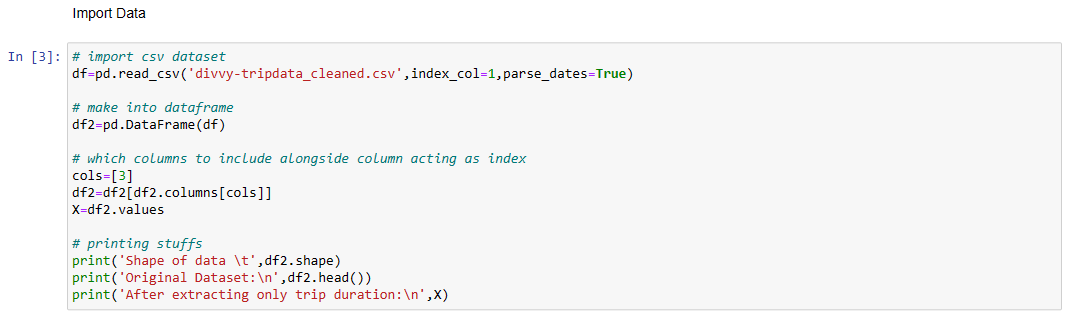 Import Data
In [3]: # import csv dataset
df=pd.read_csv('divvy-tripdata_cleaned.csv',index_col=1,parse_dates=True)
# make into dataframe
df2=pd.DataFrame(df)
# which columns to include alongside column acting as index
cols=[3]
df2=df2[df2.columns[cols]]
X=df2.values
# printing stuffs
print('Shape of data \t',df2.shape)
print('Original Dataset:\n',df2.head())
print('After extracting only trip duration:\n',X)